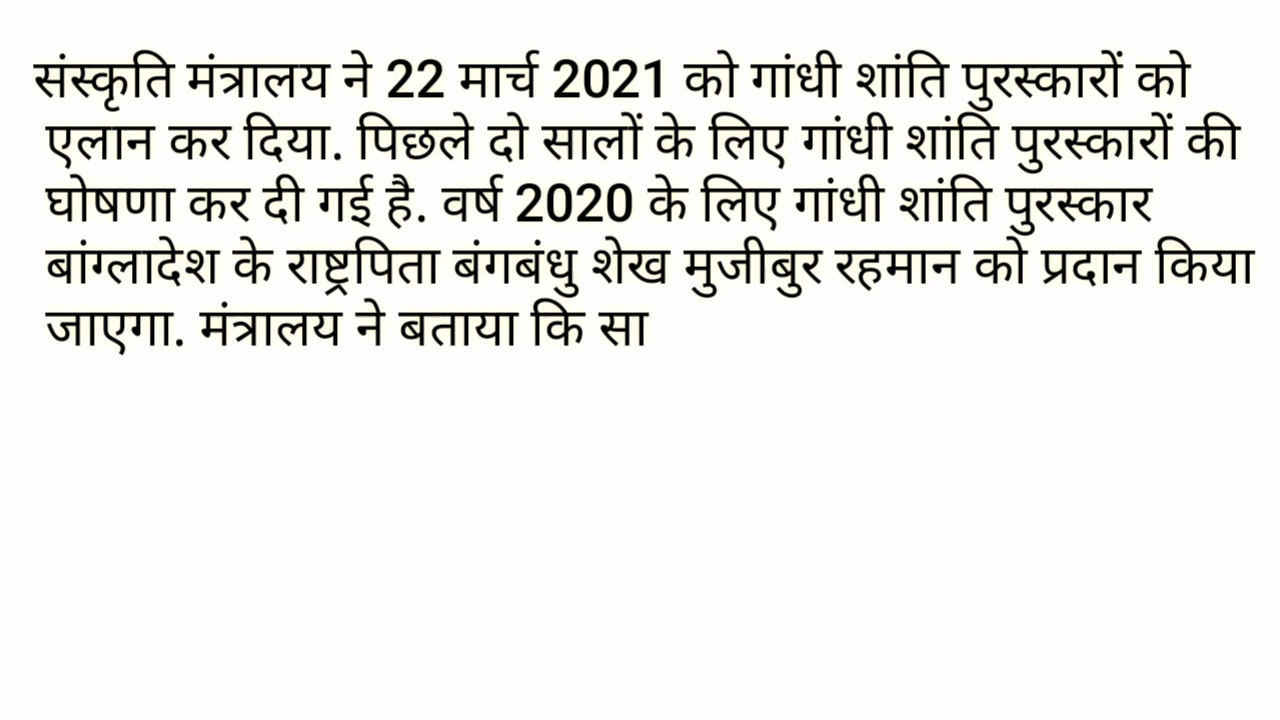 संस्कृति मंत्रालय ने 22 मार्च 2021 को गांधी शांति पुरस्कारों को
एलान कर दिया. पिछले दो सालों के लिए गांधी शांति पुरस्कारों की
घोषणा कर दी गई है. वर्ष 2020 के लिए गांधी शांति पुरस्कार
बांग्लादेश के राष्ट्रपिता बंगबंधु शेख मुजीबुर रहमान को प्रदान किया
जाएगा. मंत्रालय ने बताया कि सा